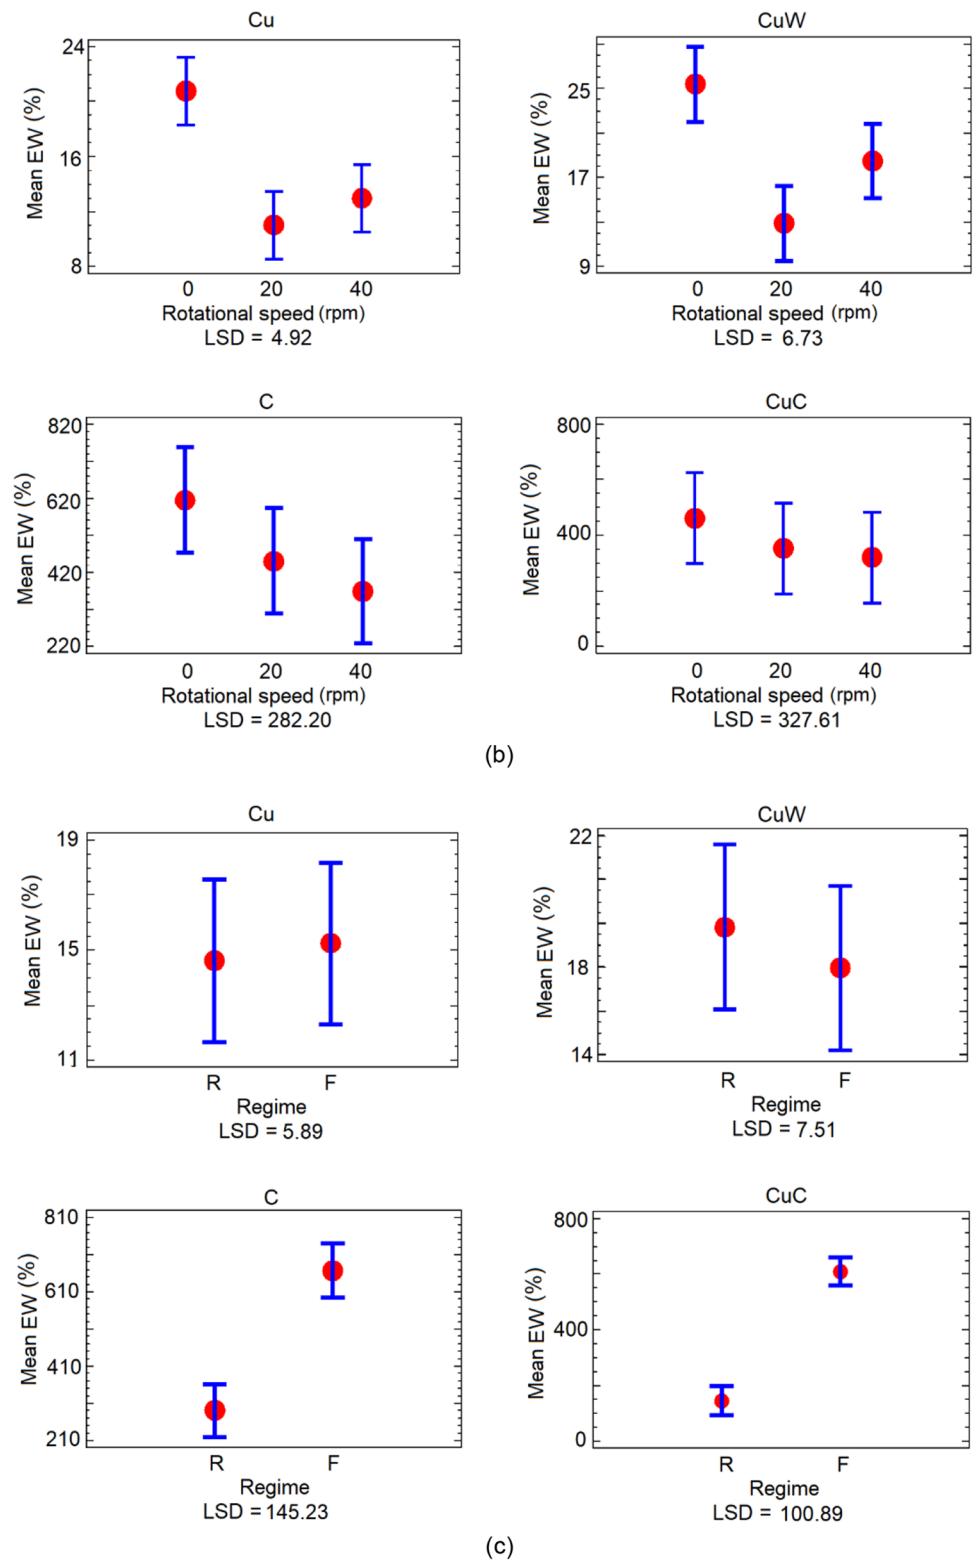 Cu
Mean EW (%)
24
16
8
0 20 40
Rotational speed (rpm)
LSD = 4.92
CuW
Mean EW (%)
25
17
9
0 20 40
Rotational speed (rpm)
LSD = 6.73
C
Mean EW (%)
820
620
420
220
0 20 40
Rotational speed (rpm)
LSD = 282.20
CuC
Mean EW (%)
800
400
0
0 20 40
Rotational speed (rpm)
LSD = 327.61
(b)
Cu
Mean EW (%)
19
15
11
R F
Regime
LSD = 5.89
CuW
Mean EW (%)
22
18
14
R F
Regime
LSD = 7.51
C
Mean EW (%)
810
610
410
210
R F
Regime
LSD = 145.23
CuC
Mean EW (%)
800
400
0
R F
Regime
LSD = 100.89
(c)